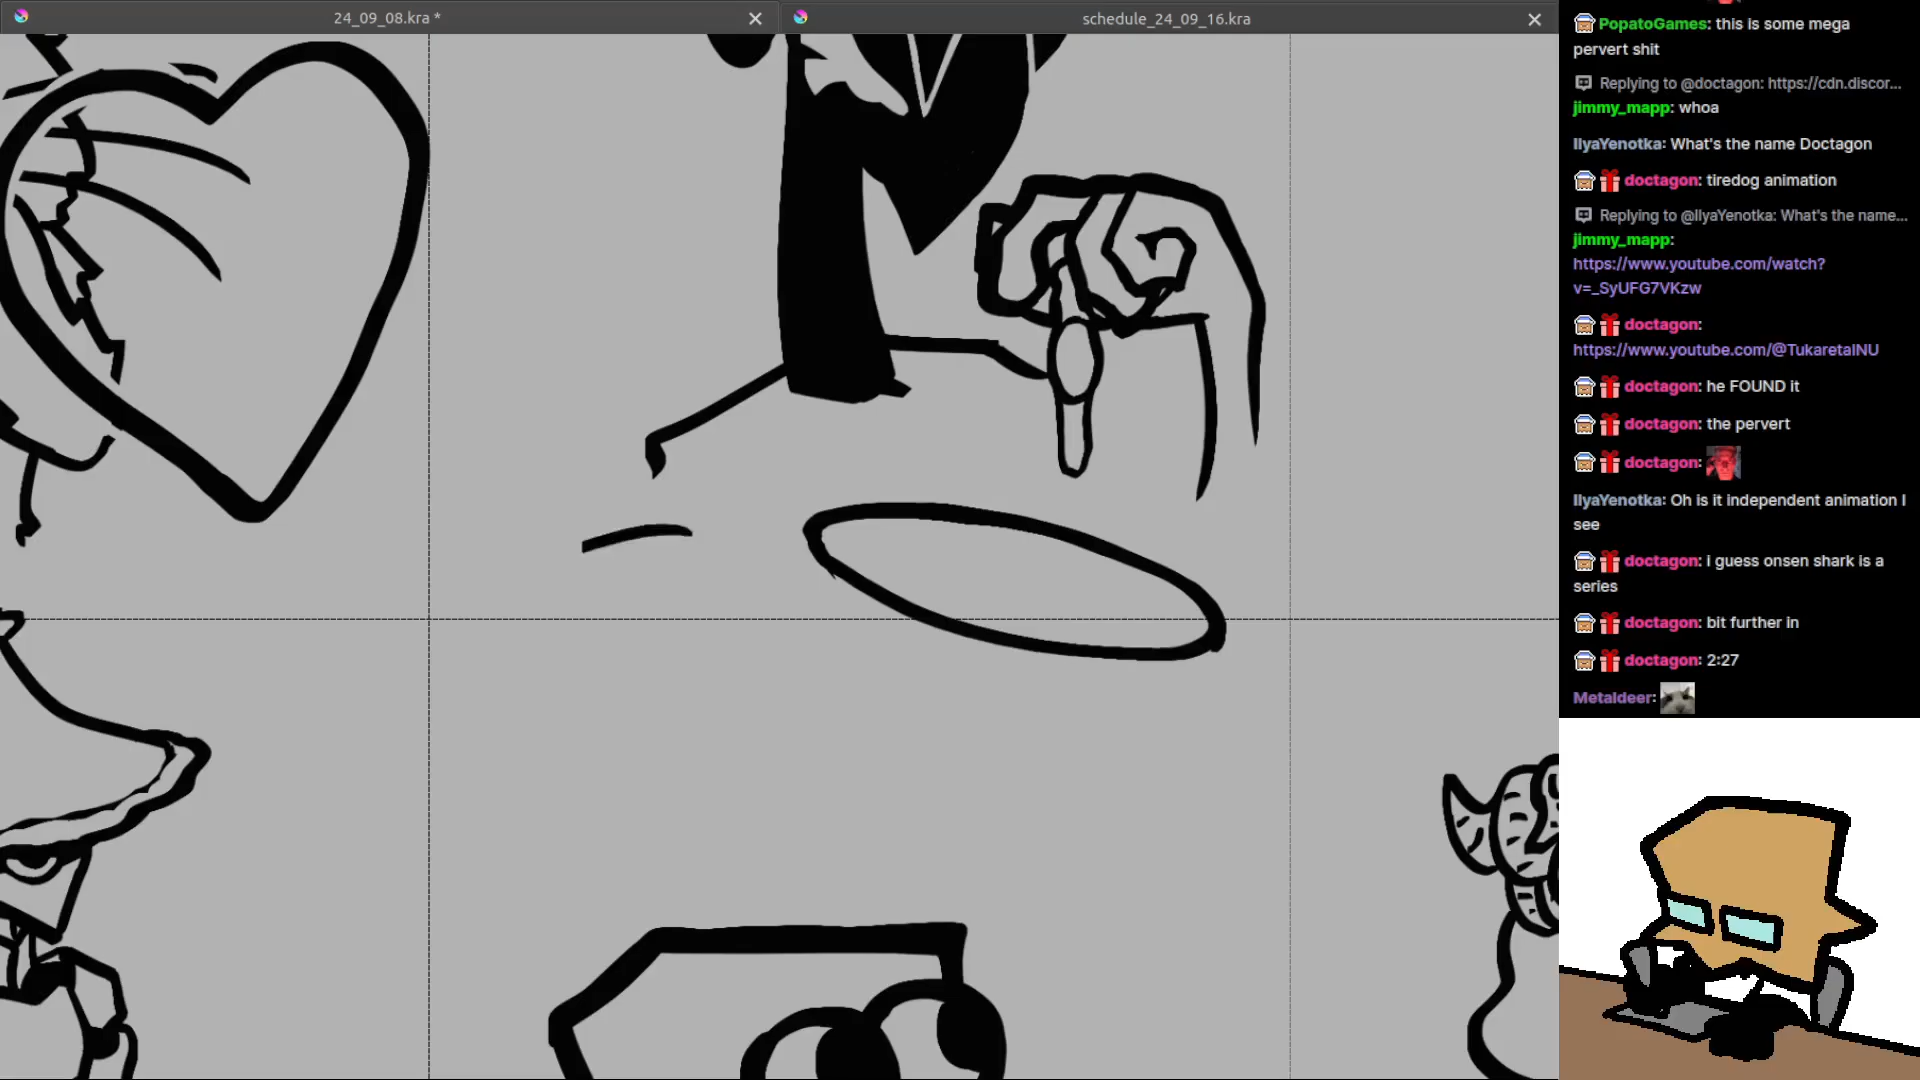 24_09_08.kra *
schedule_24_09_16.kra
PopatoGames: this is some mega
pervert shit
Replying to @doctagon: https://cdn.discor...
jimmy_mapp: whoa
IlyaYenotka: What's the name Doctagon
doctagon: tiredog animation
Replying to @IlyaYenotka: What's the name...
jimmy_mapp:
https://www.youtube.com/watch?
v=_SyUFG7VKzw
doctagon:
https://www.youtube.com/@TukaretaINU
doctagon: he FOUND it
doctagon: the pervert
doctagon:
IlyaYenotka: Oh is it independent animation I
see
doctagon: i guess onsen shark is a
series
doctagon: bit further in
doctagon: 2:27
Metaldeer: